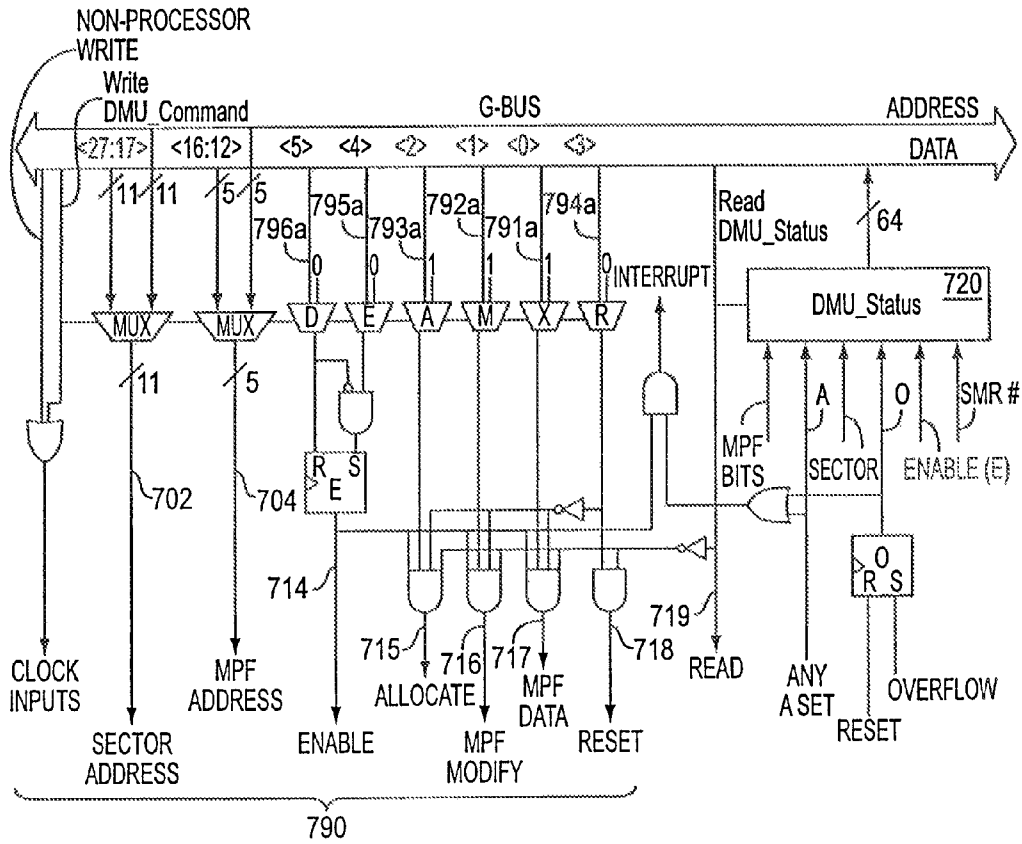 NON-PROCESSOR
WRITE
Write
DMU_Command
G-BUS
ADDRESS
<27:17> <16:12> <5> <4> <2> <1> <0> <3>
DATA
11 11 5 5
796a 795a 793a 792a 791a 794a
0 0 1 1 1 0
Read
DMU_Status
64
INTERRUPT
DMU_Status 720
MUX MUX D E A M X R
11 5
MPF
BITS
A
SECTOR
O
ENABLE (E)
SMR #
R S
E
702 704
O
R S
714
715 716 717 718 719
CLOCK
INPUTS
SECTOR
ADDRESS
MPF
ADDRESS
ENABLE
ALLOCATE
MPF
MODIFY
MPF
DATA
RESET
READ
ANY
A SET
RESET
OVERFLOW
790